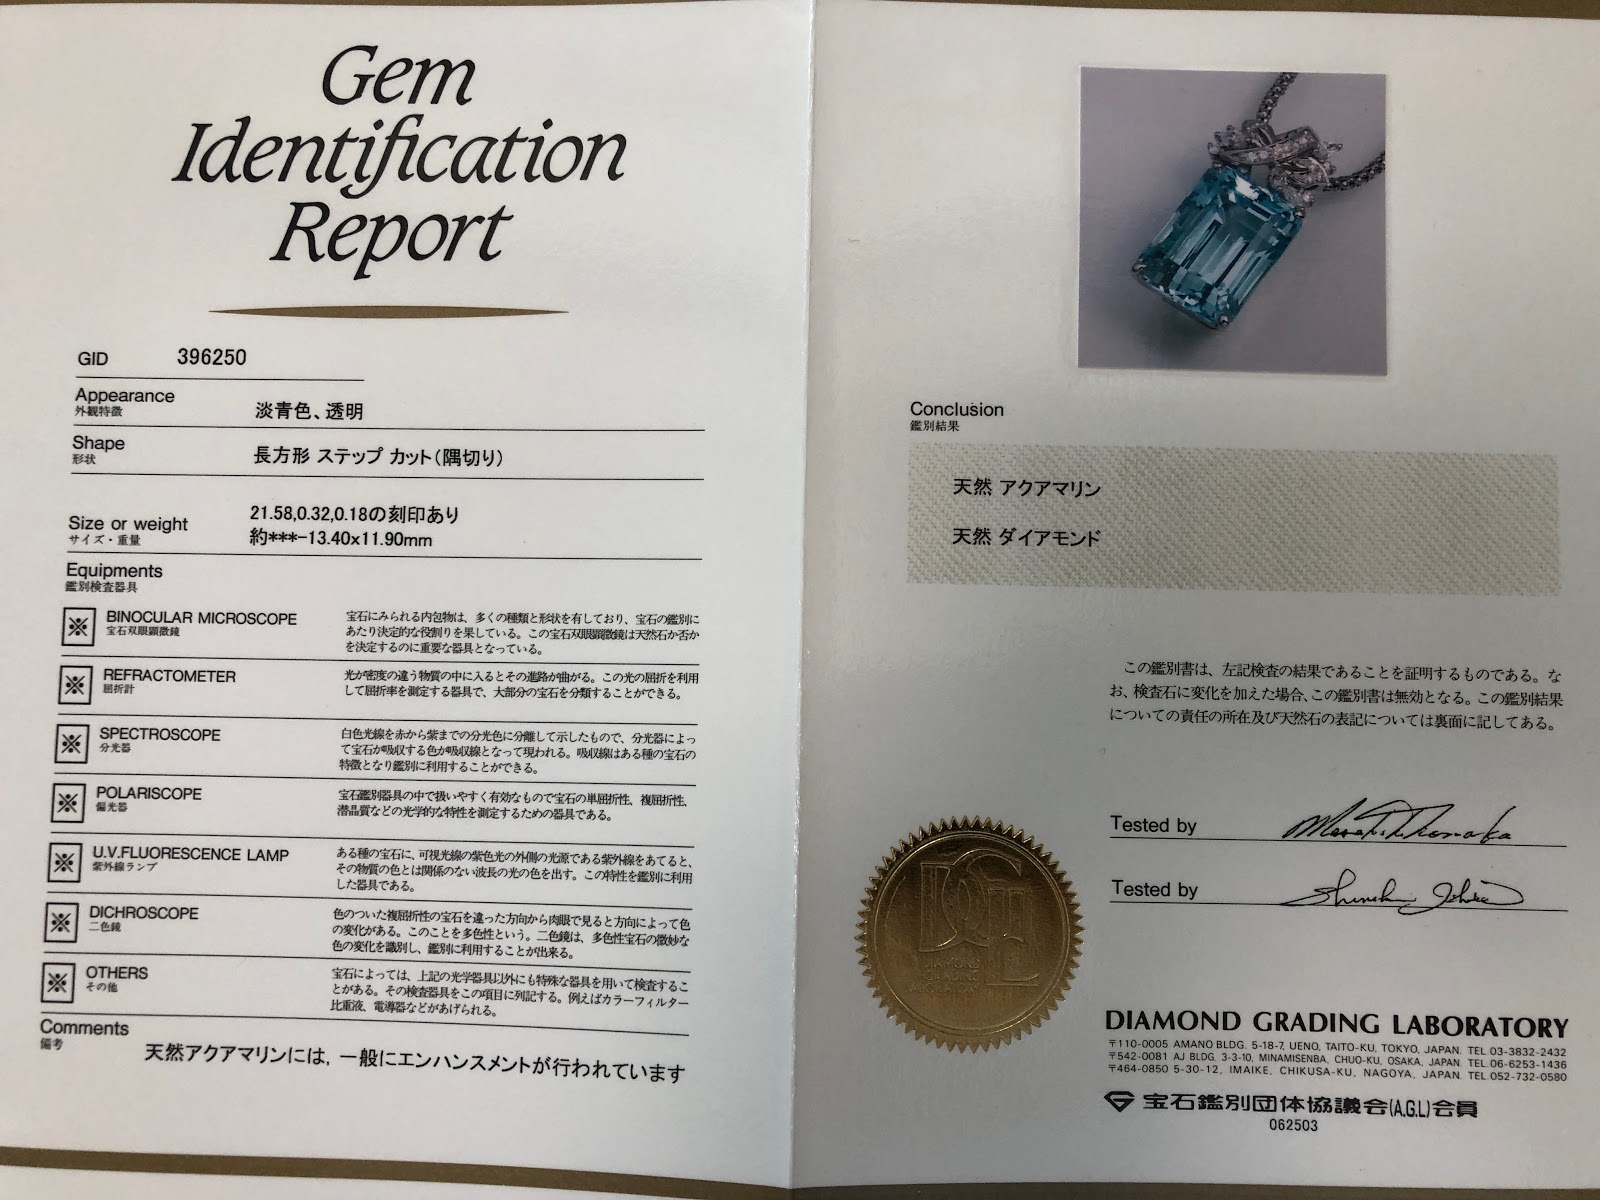 Gem
Identification
Report
GID 396250
Appearance
外観特徴
淡青色、透明
Shape
形状
長方形 ステップ カット(隅切り)
Size or weight
サイズ・重量
21.58,0.32,0.18の刻印あり
約***-13.40x11.90mm
Equipments
鑑別検査器具
※ BINOCULAR MICROSCOPE
宝石双眼顕微鏡
宝石にみられる内包物は、多くの種類と形状を有しており、宝石の鑑別に
あたり決定的な役割りを果している。この宝石双眼顕微鏡は天然石か否か
を決定するのに重要な器具となっている。
※ REFRACTOMETER
屈折計
光が密度の違う物質の中に入るとその進路が曲がる。この光の屈折を利用
して屈折率を測定する器具で、大部分の宝石を分類することができる。
※ SPECTROSCOPE
分光器
白色光線を赤から紫までの分光色に分離して示したもので、分光器によっ
て宝石が吸収する色が吸収線となって現われる。吸収線はある種の宝石の
特徴となり鑑別に利用することができる。
※ POLARISCOPE
偏光器
宝石鑑別器具の中で扱いやすく有効なもので宝石の単屈折性、複屈折性、
潜晶質などの光学的な特性を測定するための器具である。
※ U.V.FLUORESCENCE LAMP
紫外線ランプ
ある種の宝石に、可視光線の紫色光の外側の光源である紫外線をあてると、
その物質の色とは関係のない波長の光の色を出す。この特性を鑑別に利用
した器具である。
※ DICHROSCOPE
二色鏡
色のついた複屈折性の宝石を違った方向から肉眼で見ると方向によって色
の変化がある。このことを多色性という。二色鏡は、多色性宝石の微妙な
色の変化を識別し、鑑別に利用することが出来る。
※ OTHERS
その他
宝石によっては、上記の光学器具以外にも特殊な器具を用いて検査するこ
とがある。その検査器具をこの項目に列記する。例えばカラーフィルター
比重液、電導器などがあげられる。
Comments
備考
天然アクアマリンには, 一般にエンハンスメントが行われています
Conclusion
鑑別結果
天然 アクアマリン
天然 ダイアモンド
この鑑別書は、左記検査の結果であることを証明するものである。な
お、検査石に変化を加えた場合、この鑑別書は無効となる。この鑑別結果
についての責任の所在及び天然石の表記については裏面に記してある。
Tested by
Tested by
DGL
DIAMOND
GRADING
LABORATORY
DIAMOND GRADING LABORATORY
〒110-0005 AMANO BLDG. 5-18-7, UENO, TAITO-KU, TOKYO, JAPAN. TEL 03-3832-2432
〒542-0081 AJ BLDG. 3-3-10, MINAMISENBA, CHUO-KU, OSAKA, JAPAN. TEL.06-6253-1436
〒464-0850 5-30-12, IMAIKE, CHIKUSA-KU, NAGOYA, JAPAN. TEL.052-732-0580
宝石鑑別団体協議会(A.G.L)会員
062503